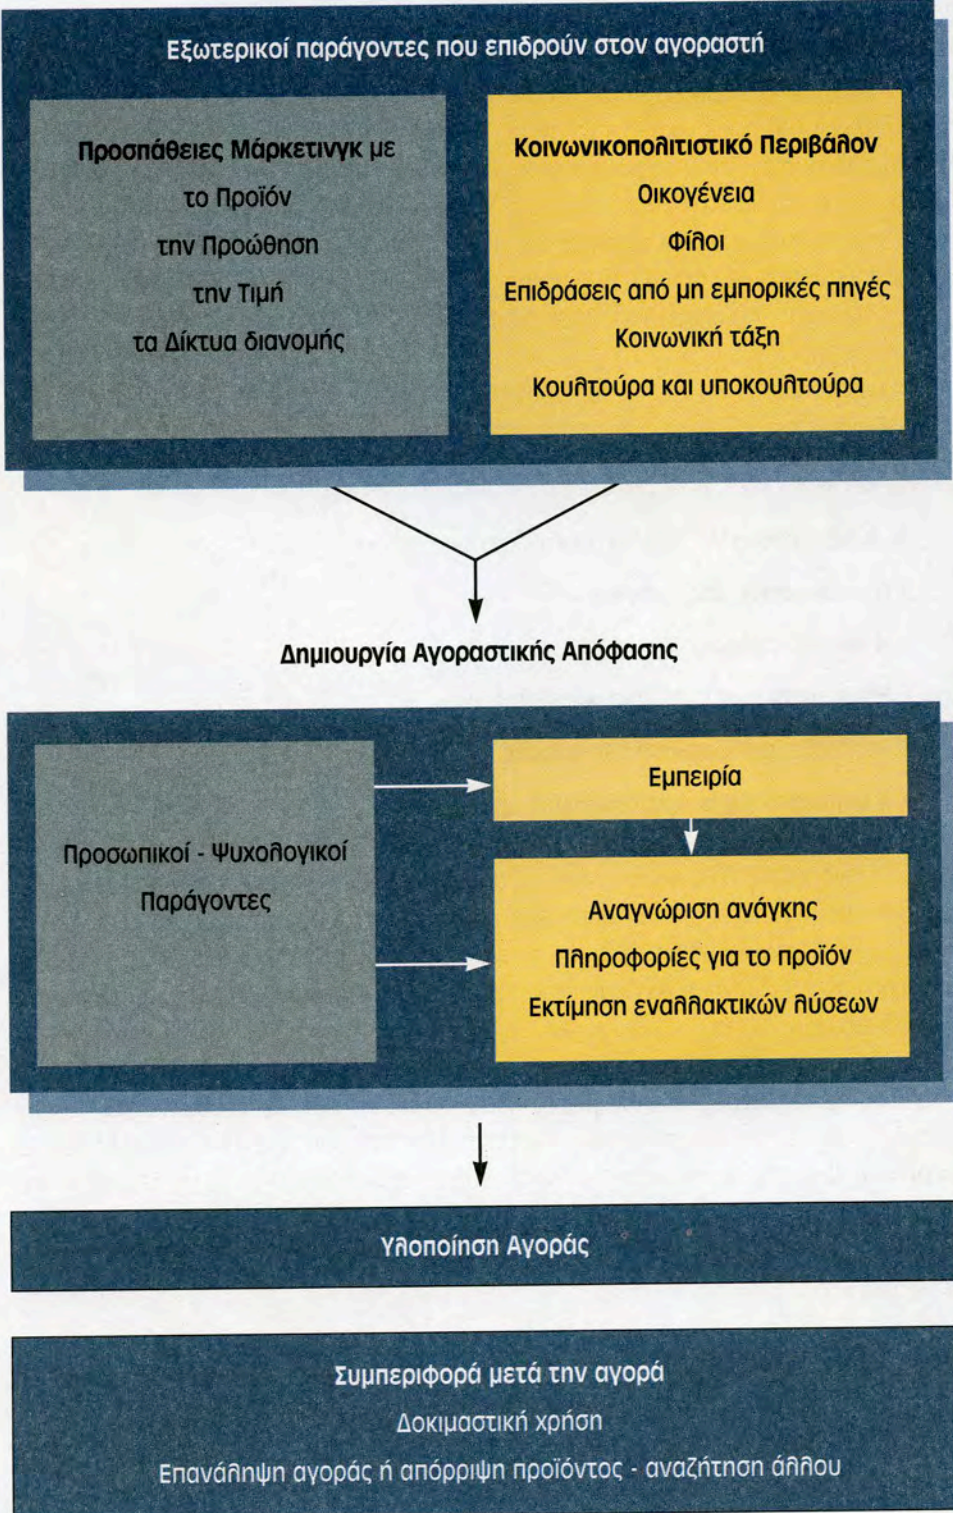 Εξωτερικοί παράγοντες που επιδρούν στον αγοραστή
Προσπάθειες Μάρκετινγκ με
το Προϊόν
την Προώθηση
την Τιμή
τα Δίκτυα διανομής
Κοινωνικοπολιτιστικό Περιβάλον
Οικογένεια
Φίλοι
Επιδράσεις από μη εμπορικές πηγές
Κοινωνική τάξη
Κουλτούρα και υποκουλτούρα
Δημιουργία Αγοραστικής Απόφασης
Προσωπικοί - Ψυχολογικοί
Παράγοντες
Εμπειρία
Αναγνώριση ανάγκης
Πληροφορίες για το προϊόν
Εκτίμηση εναλλακτικών λύσεων
Υλοποίηση Αγοράς
Συμπεριφορά μετά την αγορά
Δοκιμαστική χρήση
Επανάληψη αγοράς ή απόρριψη προϊόντος - αναζήτηση άλλου